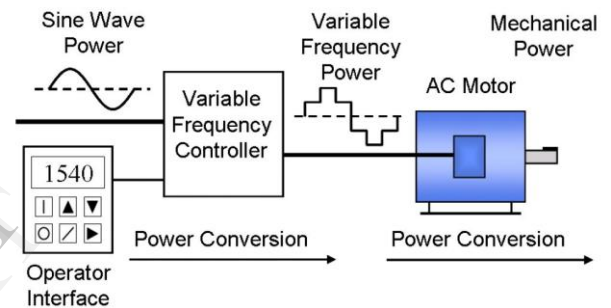 Sine Wave
Power
Variable
Frequency
Power
Mechanical
Power
AC Motor
Variable
Frequency
Controller
1540
Power Conversion
Power Conversion
Operator
Interface